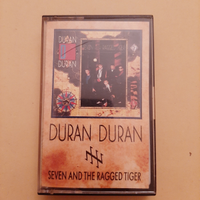 DURAN
DURAN
DURAN DURAN
SEVEN AND THE RAGGED TIGER